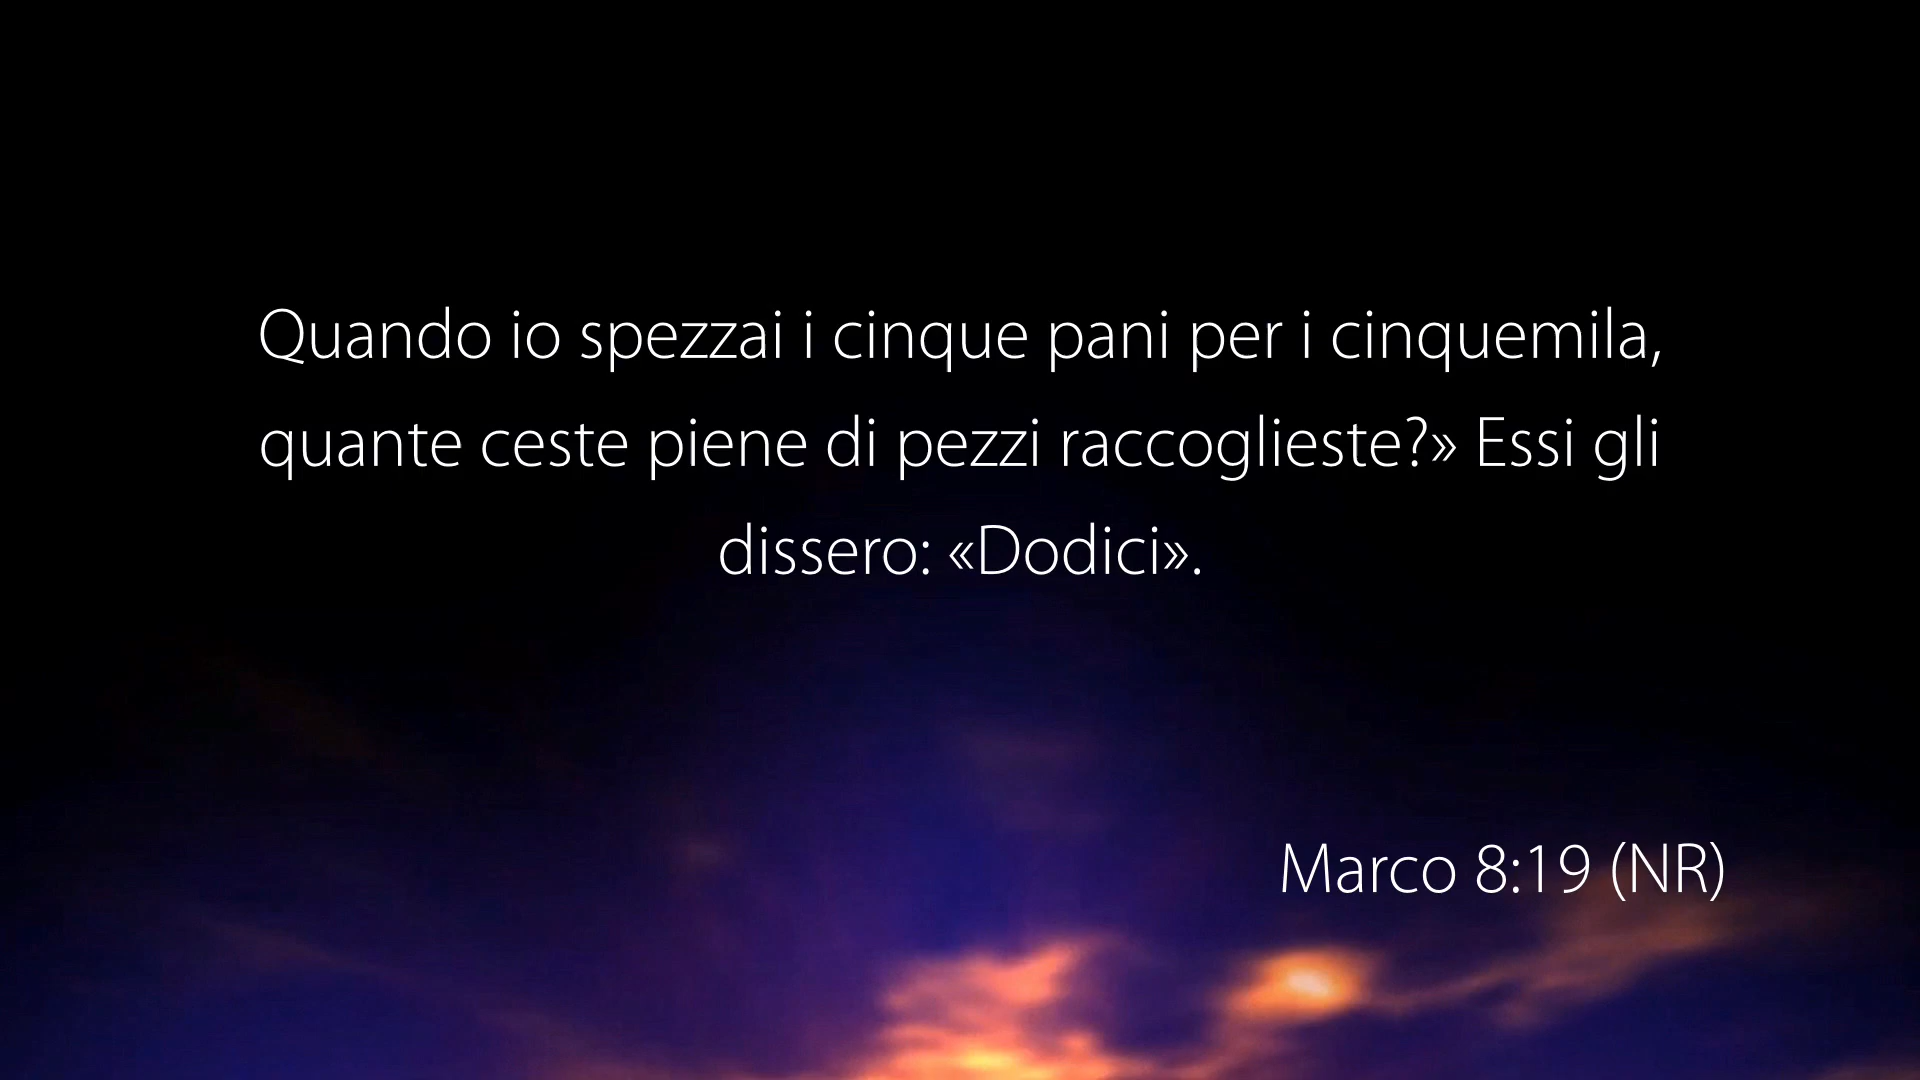 Quando io spezzai i cinque pani per i cinquemila,
quante ceste piene di pezzi raccoglieste?» Essi gli
dissero: «Dodici».
Marco 8:19 (NR)